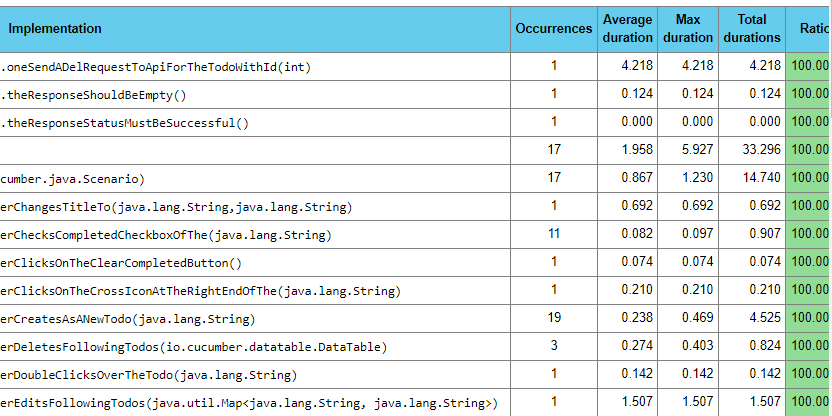 Implementation Occurrences Average duration Max duration Total durations Ratio
.oneSendADelRequestToApiForTheTodoWithId(int) 1 4.218 4.218 4.218 100.00
.theResponseShouldBeEmpty() 1 0.124 0.124 0.124 100.00
.theResponseStatusMustBeSuccessful() 1 0.000 0.000 0.000 100.00
17 1.958 5.927 33.296 100.00
cumber.java.Scenario) 17 0.867 1.230 14.740 100.00
erChangesTitleTo(java.lang.String,java.lang.String) 1 0.692 0.692 0.692 100.00
erChecksCompletedCheckboxOfThe(java.lang.String) 11 0.082 0.097 0.907 100.00
erClicksOnTheClearCompletedButton() 1 0.074 0.074 0.074 100.00
erClicksOnTheCrossIconAtTheRightEndOfThe(java.lang.String) 1 0.210 0.210 0.210 100.00
erCreatesAsANewTodo(java.lang.String) 19 0.238 0.469 4.525 100.00
erDeletesFollowingTodos(io.cucumber.datatable.DataTable) 3 0.274 0.403 0.824 100.00
erDoubleClicksOverTheTodo(java.lang.String) 1 0.142 0.142 0.142 100.00
erEditsFollowingTodos(java.util.Map<java.lang.String, java.lang.String>) 1 1.507 1.507 1.507 100.00